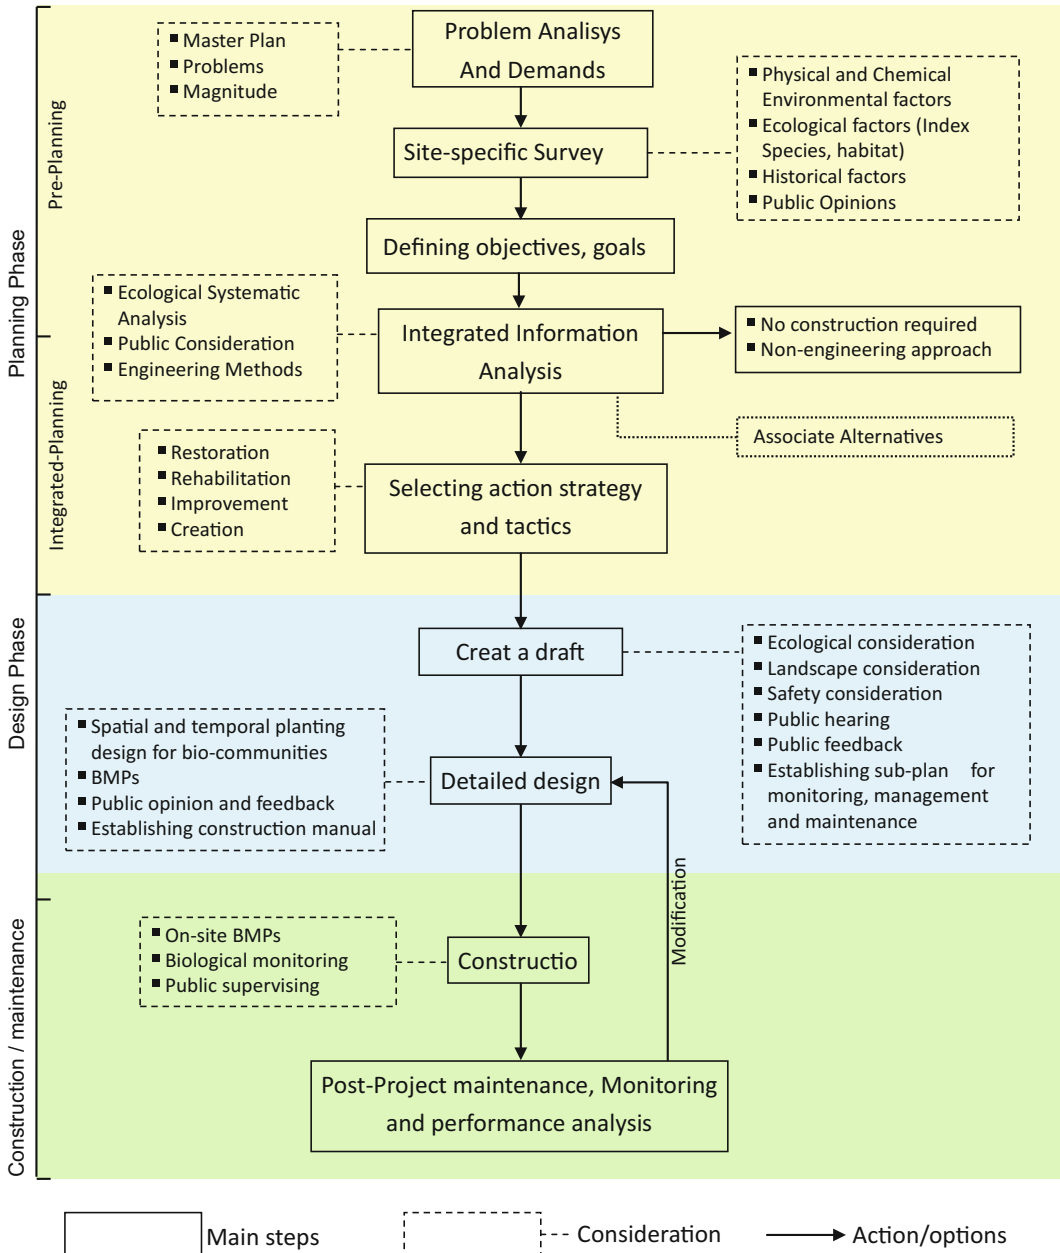 Problem Analisys
And Demands
Master Plan
Problems
Magnitude
Physical and Chemical
Environmental factors
Ecological factors (Index
Species, habitat)
Historical factors
Public Opinions
Site-specific Survey
Pre-Planning
Defining objectives, goals
Planning Phase
Ecological Systematic
Analysis
Public Consideration
Engineering Methods
Integrated Information
Analysis
No construction required
Non-engineering approach
Associate Alternatives
Integrated-Planning
Restoration
Rehabilitation
Improvement
Creation
Selecting action strategy
and tactics
Design Phase
Creat a draft
Ecological consideration
Landscape consideration
Safety consideration
Public hearing
Public feedback
Establishing sub-plan for
monitoring, management
and maintenance
Spatial and temporal planting
design for bio-communities
BMPs
Public opinion and feedback
Establishing construction manual
Detailed design
Modification
Construction / maintenance
On-site BMPs
Biological monitoring
Public supervising
Constructio
Post-Project maintenance, Monitoring
and performance analysis
Main steps
Consideration
Action/options